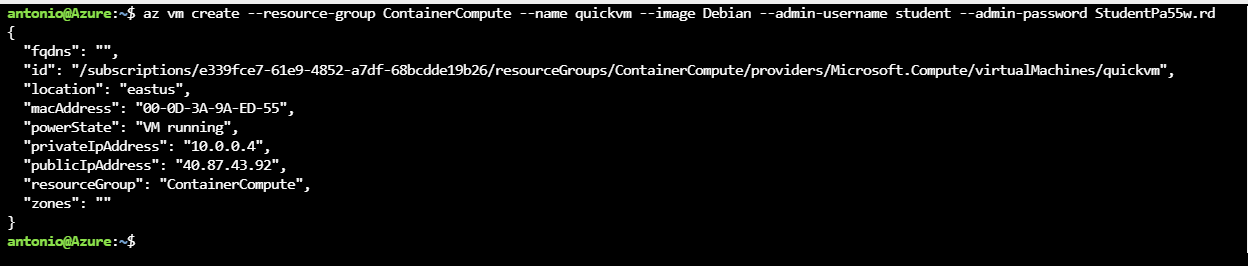 antonio@Azure:~$ az vm create --resource-group ContainerCompute --name quickvm --image Debian --admin-username student --admin-password StudentPa55w.rd
{
  "fqdns": "",
  "id": "/subscriptions/e339fce7-61e9-4852-a7df-68bcdde19b26/resourceGroups/ContainerCompute/providers/Microsoft.Compute/virtualMachines/quickvm",
  "location": "eastus",
  "macAddress": "00-0D-3A-9A-ED-55",
  "powerState": "VM running",
  "privateIpAddress": "10.0.0.4",
  "publicIpAddress": "40.87.43.92",
  "resourceGroup": "ContainerCompute",
  "zones": ""
}
antonio@Azure:~$